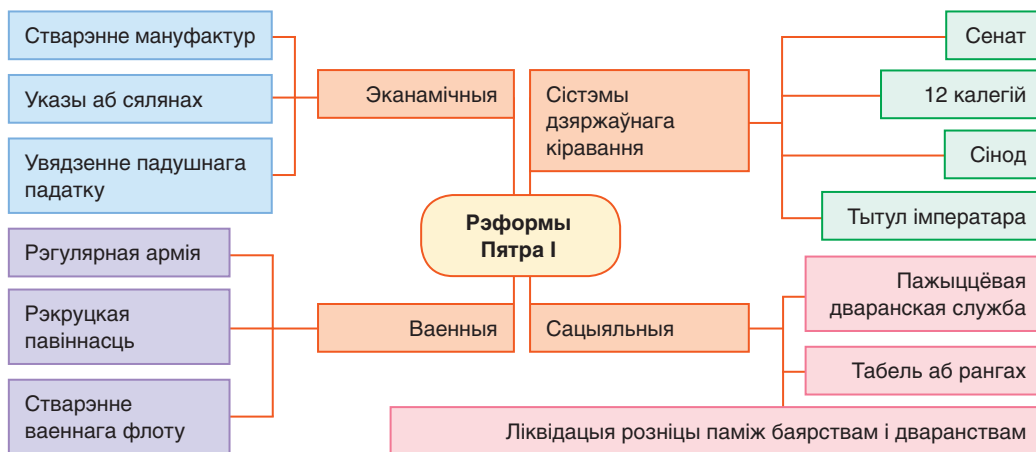 Стварэнне мануфактур
Указы аб сялянах
Увядзенне падушнага
падатку
Эканамічныя
Сістэмы
дзяржаўнага
кіравання
Сенат
12 калегій
Сінод
Тытул імператара
Рэформы
Пятра I
Рэгулярная армія
Рэкруцкая
павіннасць
Стварэнне
ваеннага флоту
Ваенныя
Сацыяльныя
Пажыццёвая
дваранская служба
Табель аб рангах
Ліквідацыя розніцы паміж баярствам і дваранствам